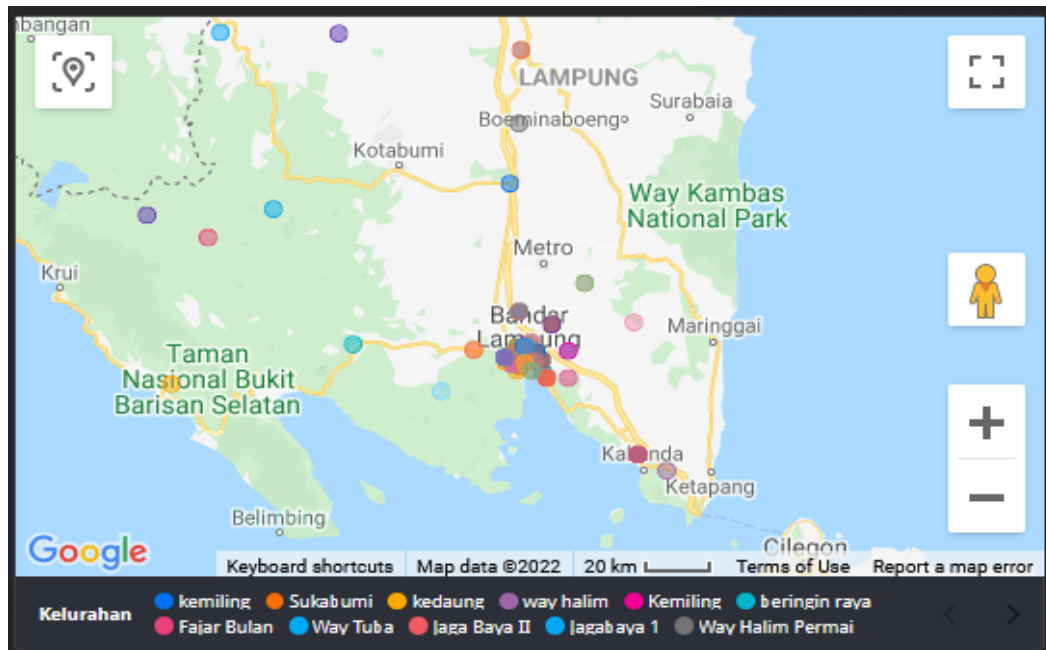 bangan
LAMPUNG
Surabaia
Boeminaboeng
Kotabumi
Way Kambas
National Park
Metro
Krui
Bandar
Lampung
Maringgai
Taman
Nasional Bukit
Barisan Selatan
Kalianda
Ketapang
Belimbing
Cilegon
Google
Keyboard shortcuts Map data ©2022 20 km Terms of Use Report a map error
Kelurahan
kemiling Sukabumi kedaung way halim Kemiling beringin raya
Fajar Bulan Way Tuba Jaga Baya II Jagabaya 1 Way Halim Permai